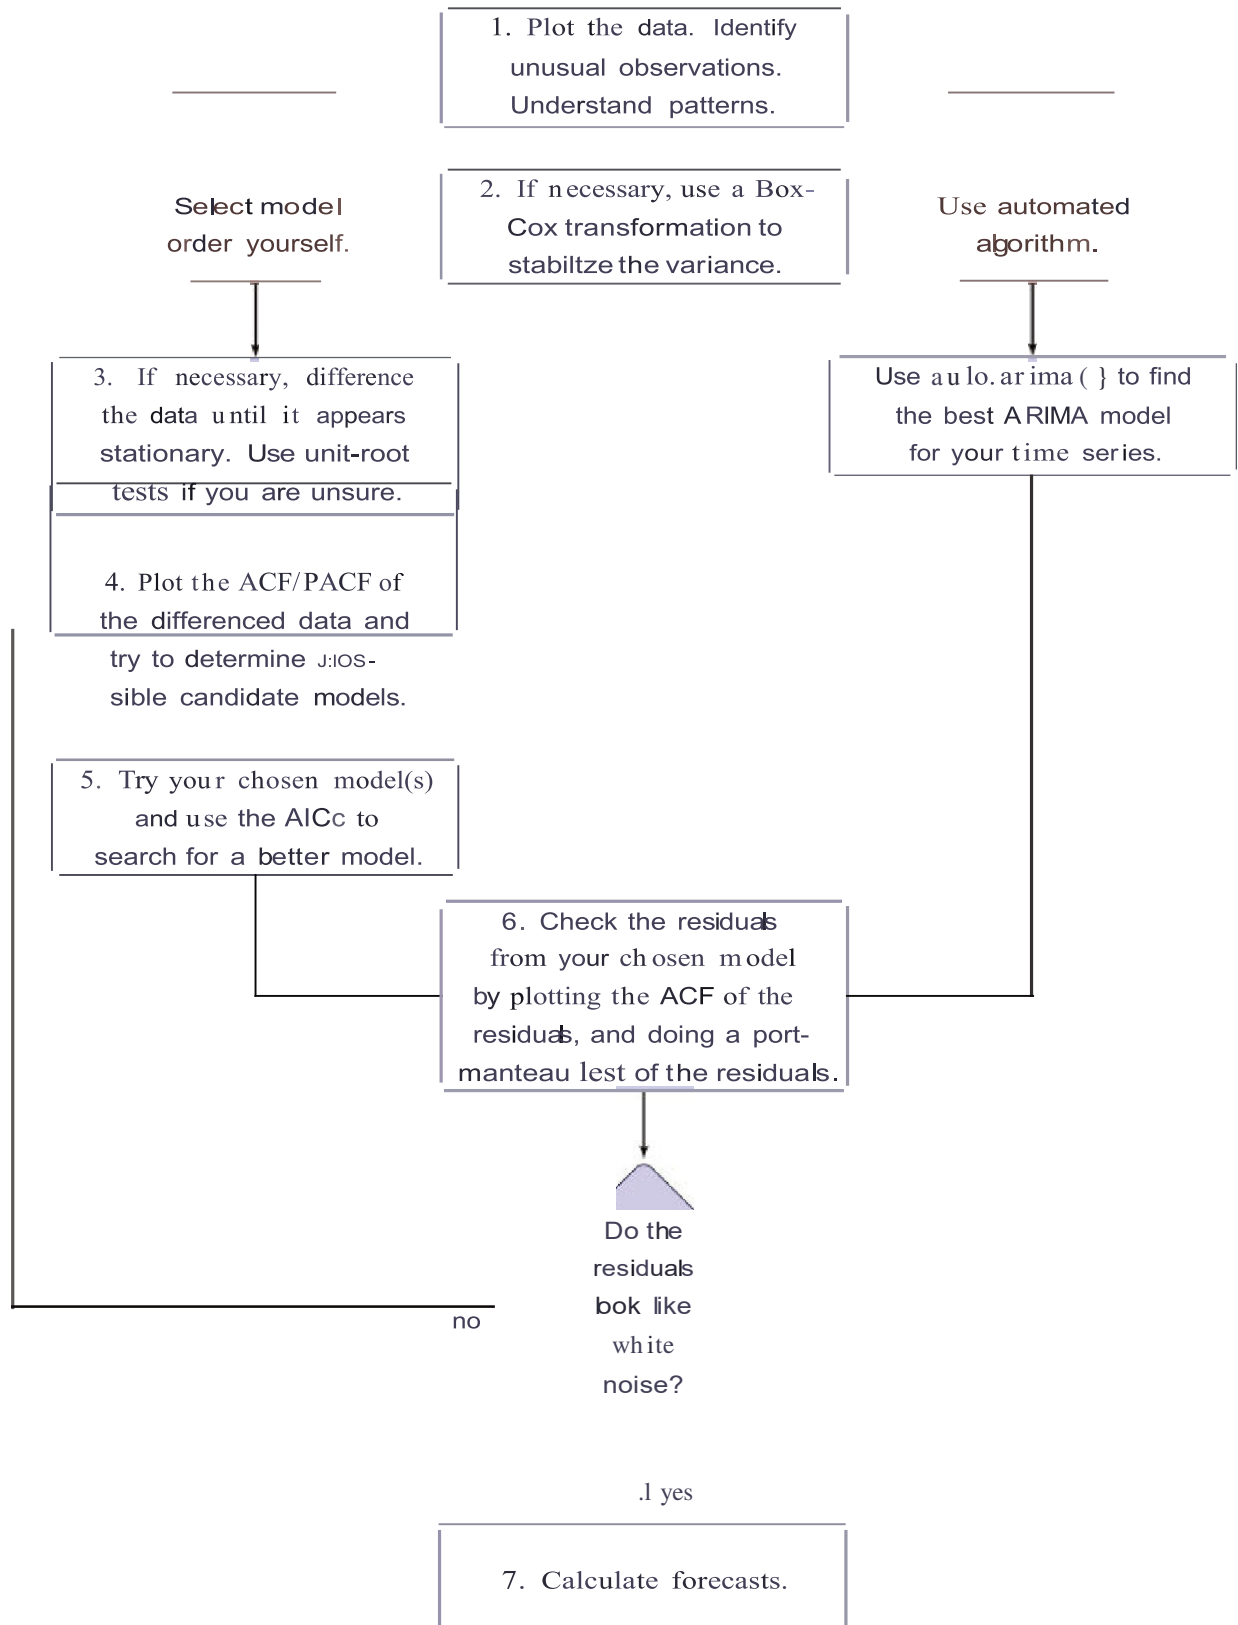 1. Plot the data. Identify
unusual observations.
Understand patterns.
2. If necessary, use a Box-
Cox transformation to
stabiltze the variance.
Select model
order yourself.
Use automated
algorithm.
3. If necessary, difference
the data until it appears
stationary. Use unit-root
tests if you are unsure.
Use aulo.arima(} to find
the best ARIMA model
for your time series.
4. Plot the ACF/PACF of
the differenced data and
try to determine J:IOS-
sible candidate models.
5. Try your chosen model(s)
and use the AICc to
search for a better model.
6. Check the residuals
from your chosen model
by plotting the ACF of the
residuals, and doing a port-
manteau lest of the residuals.
Do the
residuals
bok like
white
noise?
no
.l yes
7. Calculate forecasts.